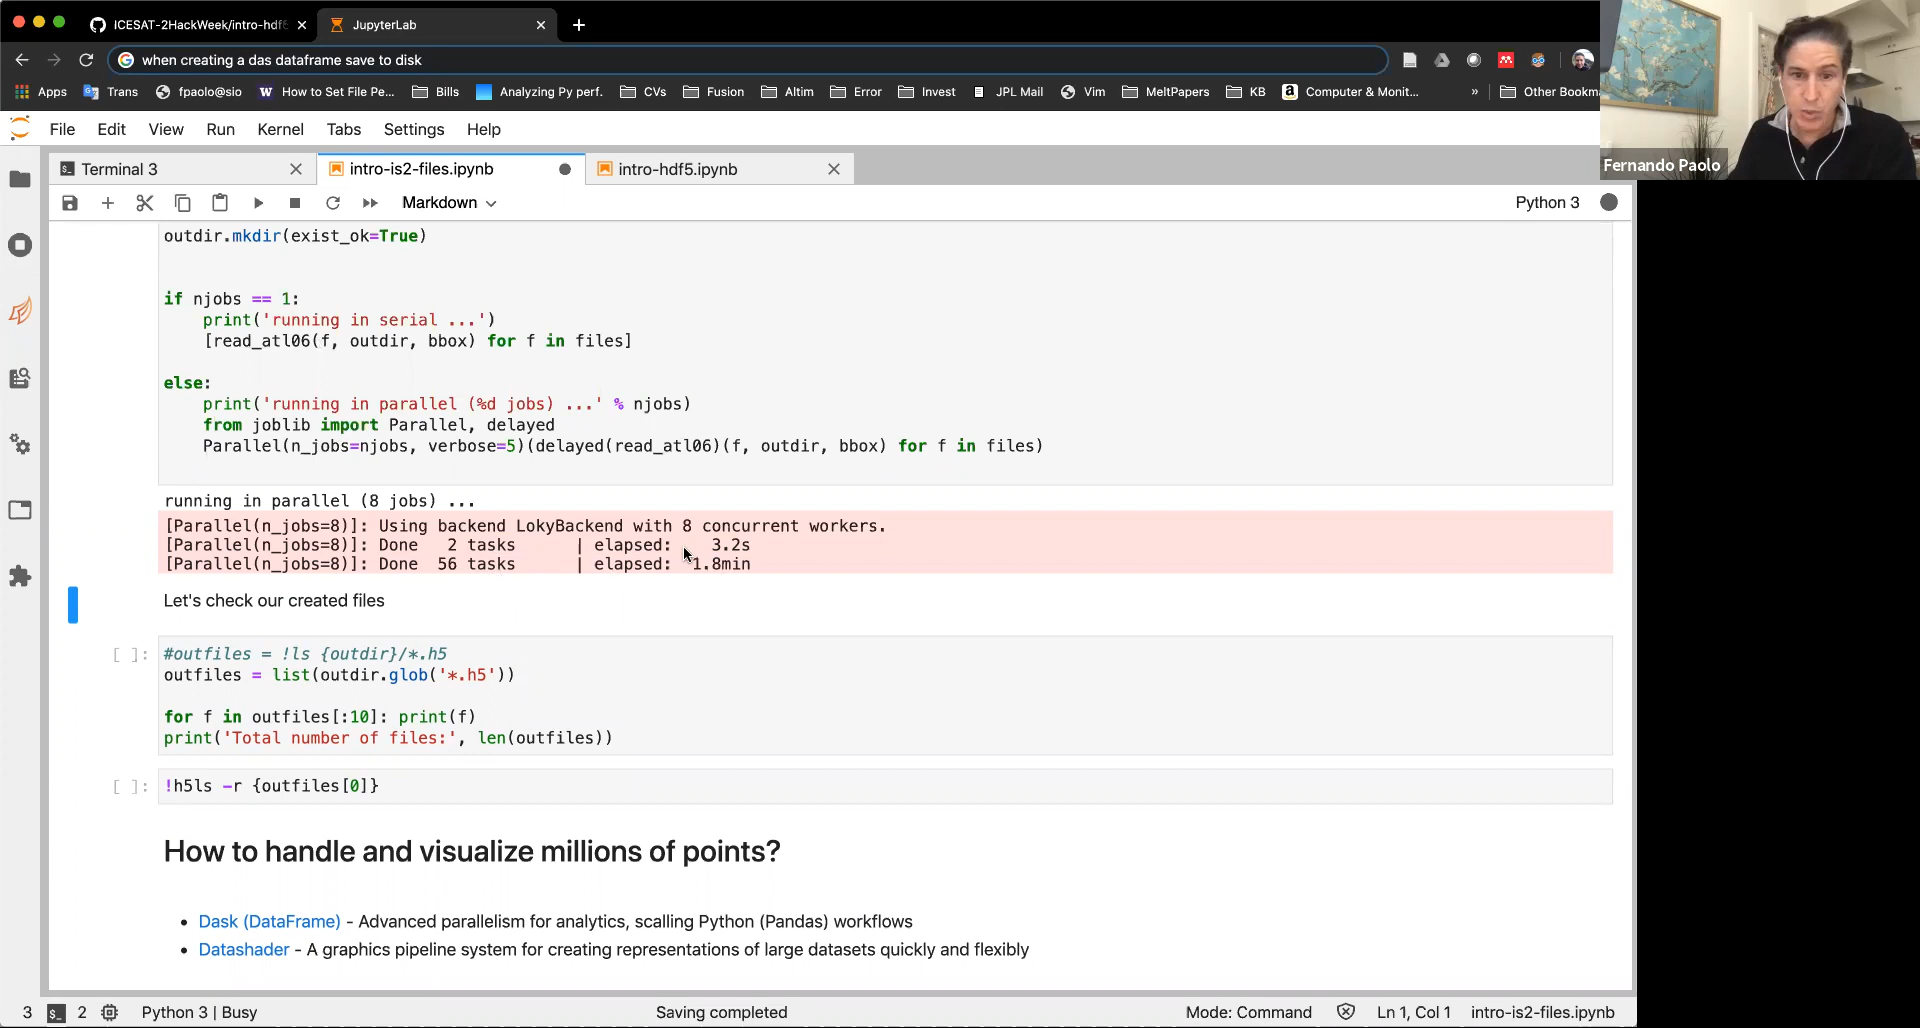 ICESAT-2HackWeek/intro-hdf5
JupyterLab
when creating a das dataframe save to disk
Apps Trans fpaolo@sio How to Set File Pe... Bills Analyzing Py perf. CVs Fusion Altim Error Invest JPL Mail Vim MeltPapers KB Computer & Monit... » Other Bookma
Fernando Paolo
File Edit View Run Kernel Tabs Settings Help
Terminal 3
intro-is2-files.ipynb
intro-hdf5.ipynb
Markdown
Python 3
outdir.mkdir(exist_ok=True)
if njobs == 1:
print('running in serial ...')
[read_atl06(f, outdir, bbox) for f in files]
else:
print('running in parallel (%d jobs) ...' % njobs)
from joblib import Parallel, delayed
Parallel(n_jobs=njobs, verbose=5)(delayed(read_atl06)(f, outdir, bbox) for f in files)
running in parallel (8 jobs) ...
[Parallel(n_jobs=8)]: Using backend LokyBackend with 8 concurrent workers.
[Parallel(n_jobs=8)]: Done 2 tasks | elapsed: 3.2s
[Parallel(n_jobs=8)]: Done 56 tasks | elapsed: 1.8min
Let's check our created files
[ ]: #outfiles = !ls {outdir}/*.h5
outfiles = list(outdir.glob('*.h5'))
for f in outfiles[:10]: print(f)
print('Total number of files:', len(outfiles))
[ ]: !h5ls -r {outfiles[0]}
How to handle and visualize millions of points?
• Dask (DataFrame) - Advanced parallelism for analytics, scalling Python (Pandas) workflows
• Datashader - A graphics pipeline system for creating representations of large datasets quickly and flexibly
3 2 Python 3 | Busy
Saving completed
Mode: Command
Ln 1, Col 1
intro-is2-files.ipynb